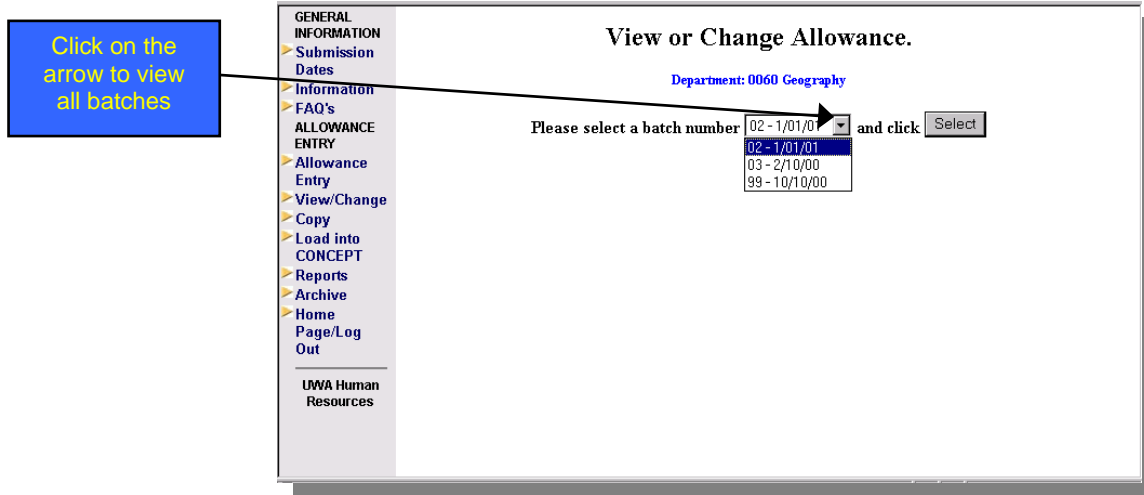 Click on the
arrow to view
all batches
GENERAL
INFORMATION
Submission
Dates
Information
FAQ's
ALLOWANCE
ENTRY
Allowance
Entry
View/Change
Copy
Load into
CONCEPT
Reports
Archive
Home
Page/Log
Out
UWA Human
Resources
View or Change Allowance.
Department: 0060 Geography
Please select a batch number 02 - 1/01/01 and click Select
02 - 1/01/01
03 - 2/10/00
99 - 10/10/00